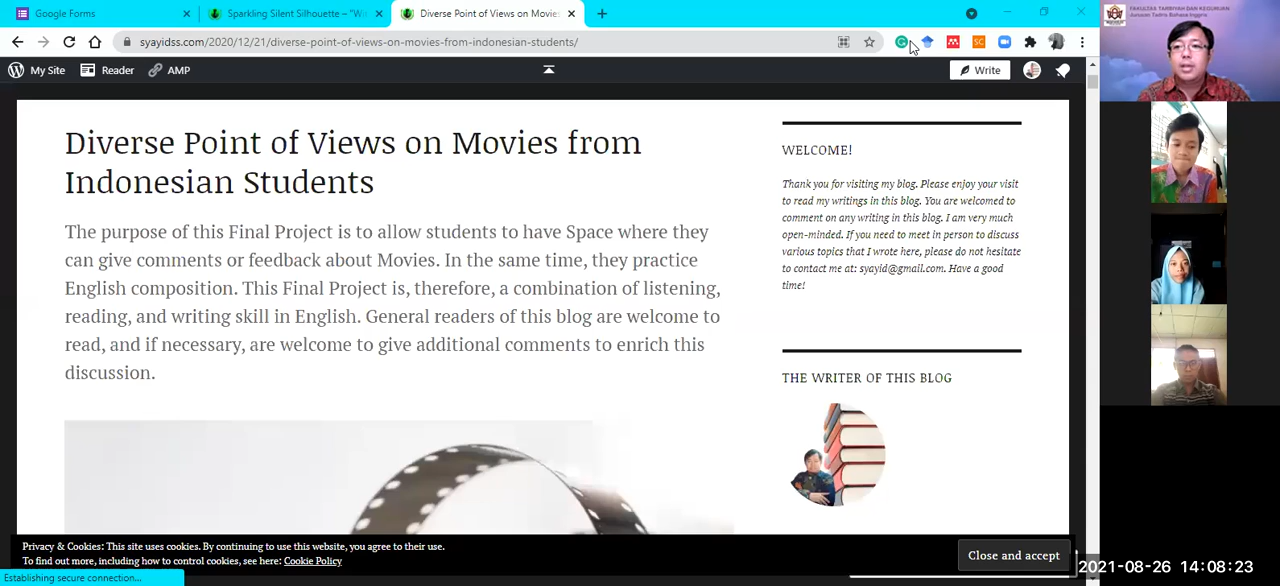 Google Forms
Sparkling Silent Silhouette – "Wi
Diverse Point of Views on Movies
syayidss.com/2020/12/21/diverse-point-of-views-on-movies-from-indonesian-students/
My Site
Reader
AMP
Write
FAKULTAS TARBIYAH DAN KEGURUAN
Jurusan Tadris Bahasa Inggris
Diverse Point of Views on Movies from
Indonesian Students
The purpose of this Final Project is to allow students to have Space where they
can give comments or feedback about Movies. In the same time, they practice
English composition. This Final Project is, therefore, a combination of listening,
reading, and writing skill in English. General readers of this blog are welcome to
read, and if necessary, are welcome to give additional comments to enrich this
discussion.
WELCOME!
Thank you for visiting my blog. Please enjoy your visit
to read my writings in this blog. You are welcomed to
comment on any writing in this blog. I am very much
open-minded. If you need to meet in person to discuss
various topics that I wrote here, please do not hesitate
to contact me at: syayid@gmail.com. Have a good
time!
THE WRITER OF THIS BLOG
Privacy & Cookies: This site uses cookies. By continuing to use this website, you agree to their use.
To find out more, including how to control cookies, see here: Cookie Policy
Close and accept
Establishing secure connection...
2021-08-26 14:08:23